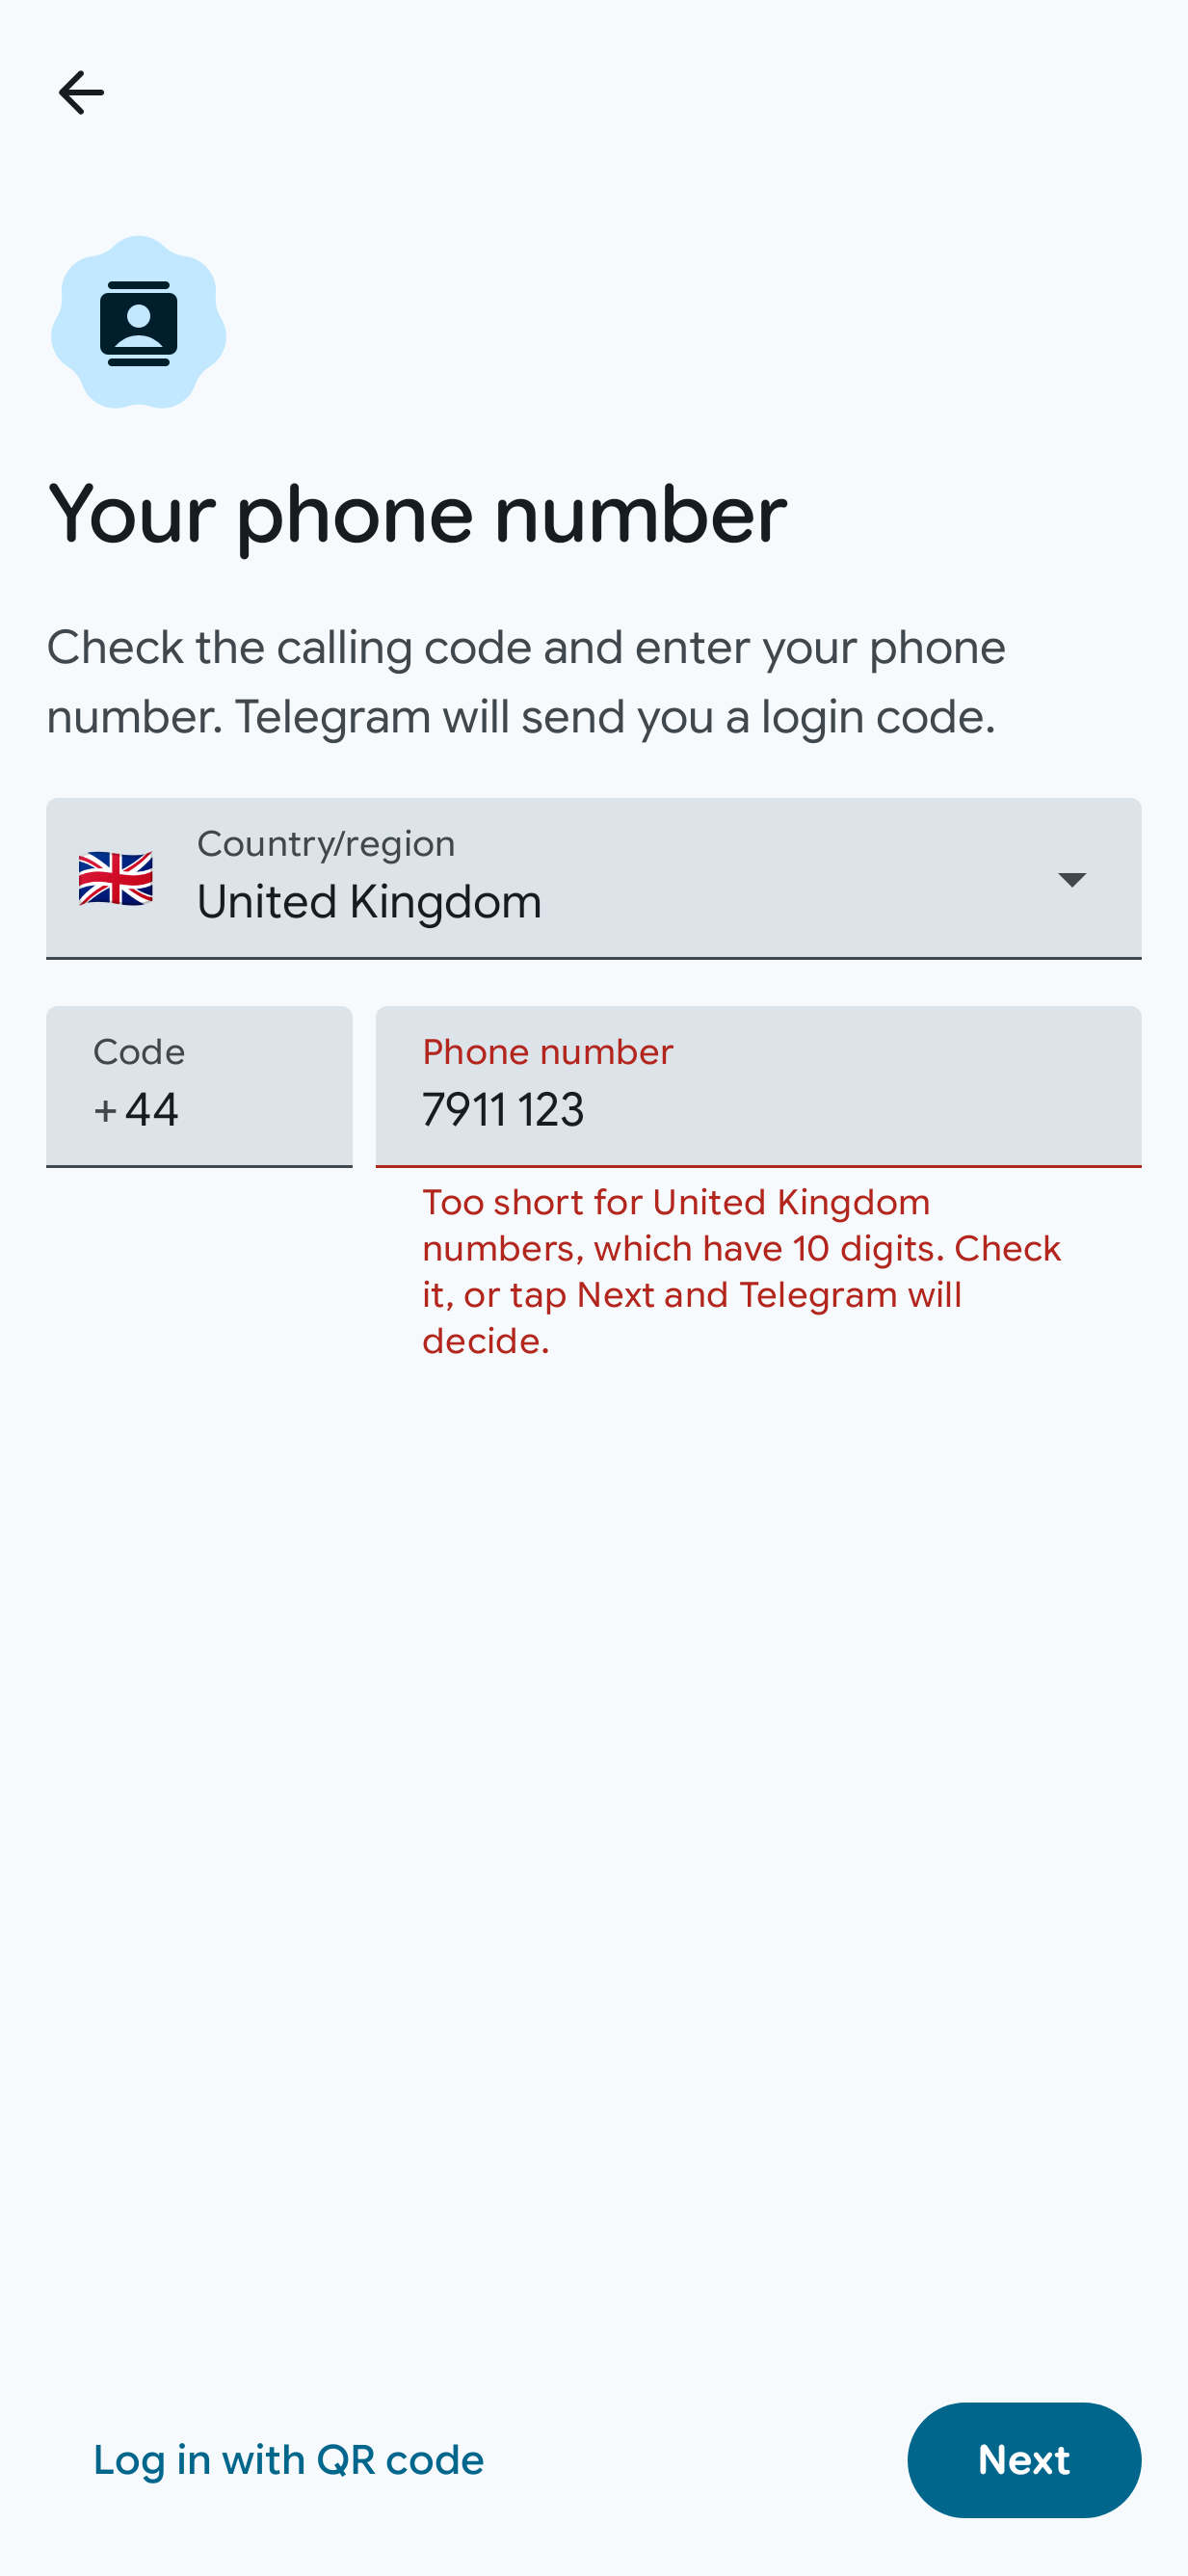 Your phone number
Check the calling code and enter your phone
number. Telegram will send you a login code.
Country/region
United Kingdom
Code
+44
Phone number
7911 123
Too short for United Kingdom
numbers, which have 10 digits. Check
it, or tap Next and Telegram will
decide.
Log in with QR code
Next